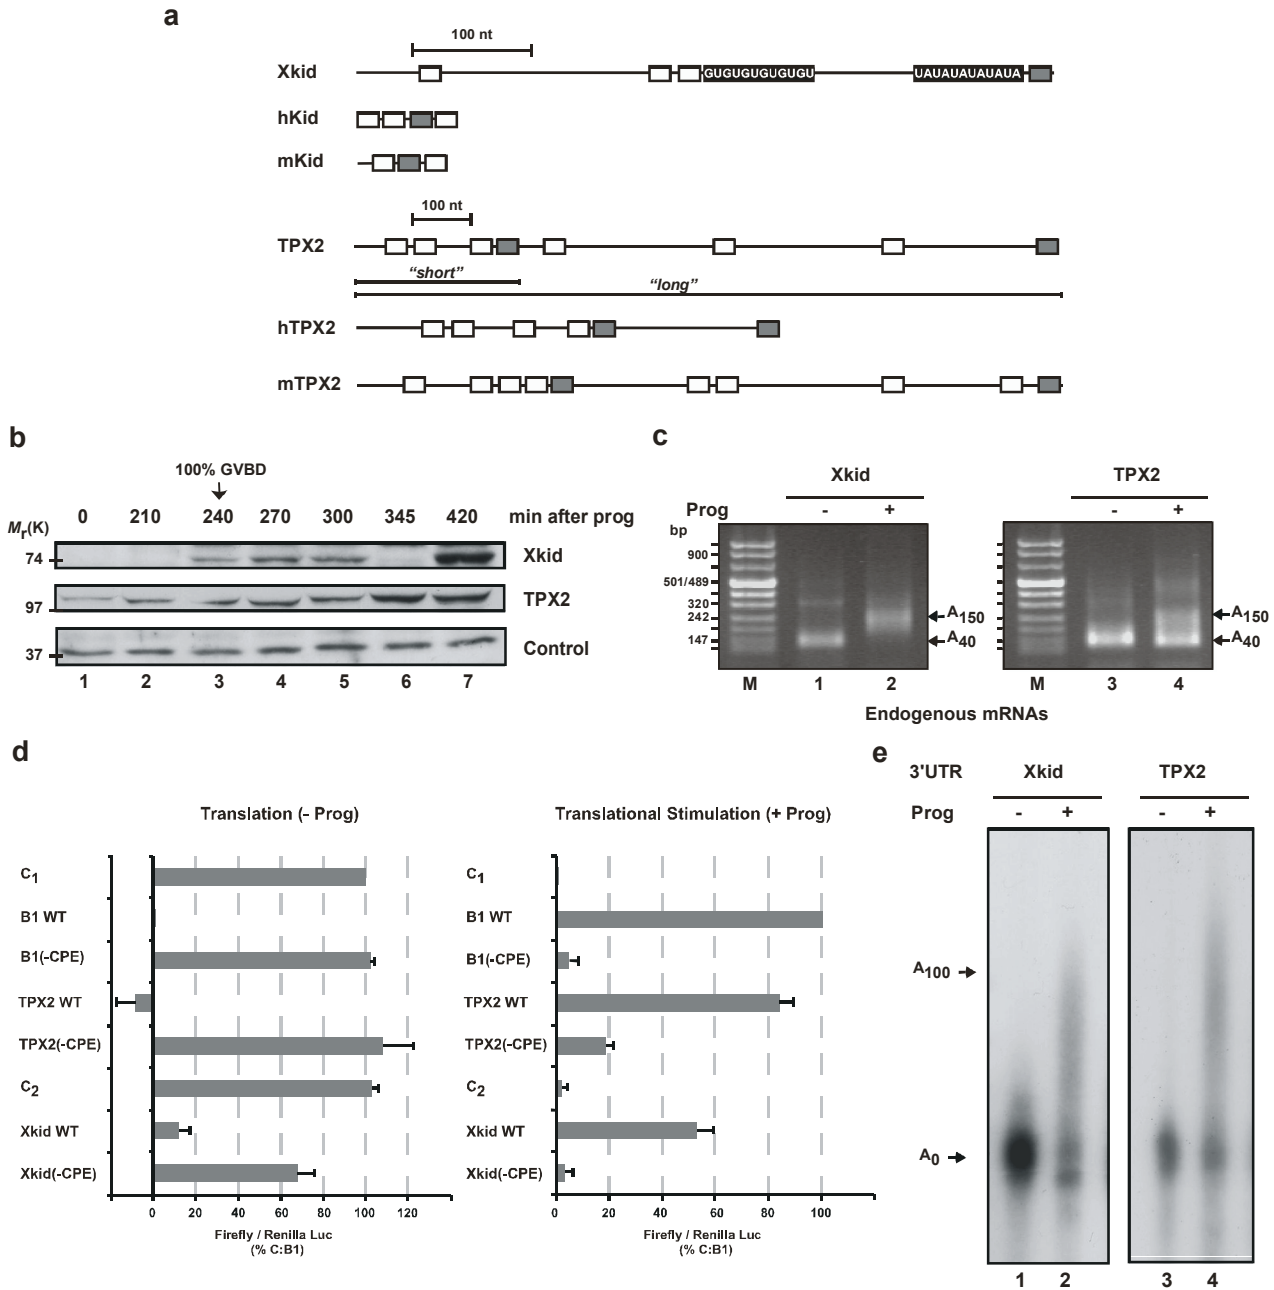 a
100 nt
Xkid
GUGUGUGUGUGU
UAUAUAUAUAUA
hKid
mKid
100 nt
TPX2
“short”
“long”
hTPX2
mTPX2
b
100% GVBD
0 210 240 270 300 345 420 min after prog
Mr(K)
74 Xkid
97 TPX2
37 Control
1 2 3 4 5 6 7
c
Xkid TPX2
Prog - + - +
bp
900
501/489
320
242
147
A150
A40
A150
A40
M 1 2 M 3 4
Endogenous mRNAs
d
Translation (– Prog)
C1
B1 WT
B1(-CPE)
TPX2 WT
TPX2(-CPE)
C2
Xkid WT
Xkid(-CPE)
0 20 40 60 80 100 120
Firefly / Renilla Luc
(% C:B1)
Translational Stimulation (+ Prog)
C1
B1 WT
B1(-CPE)
TPX2 WT
TPX2(-CPE)
C2
Xkid WT
Xkid(-CPE)
0 20 40 60 80 100
Firefly / Renilla Luc
(% C:B1)
e
3'UTR Xkid TPX2
Prog - + - +
A100
A0
1 2 3 4